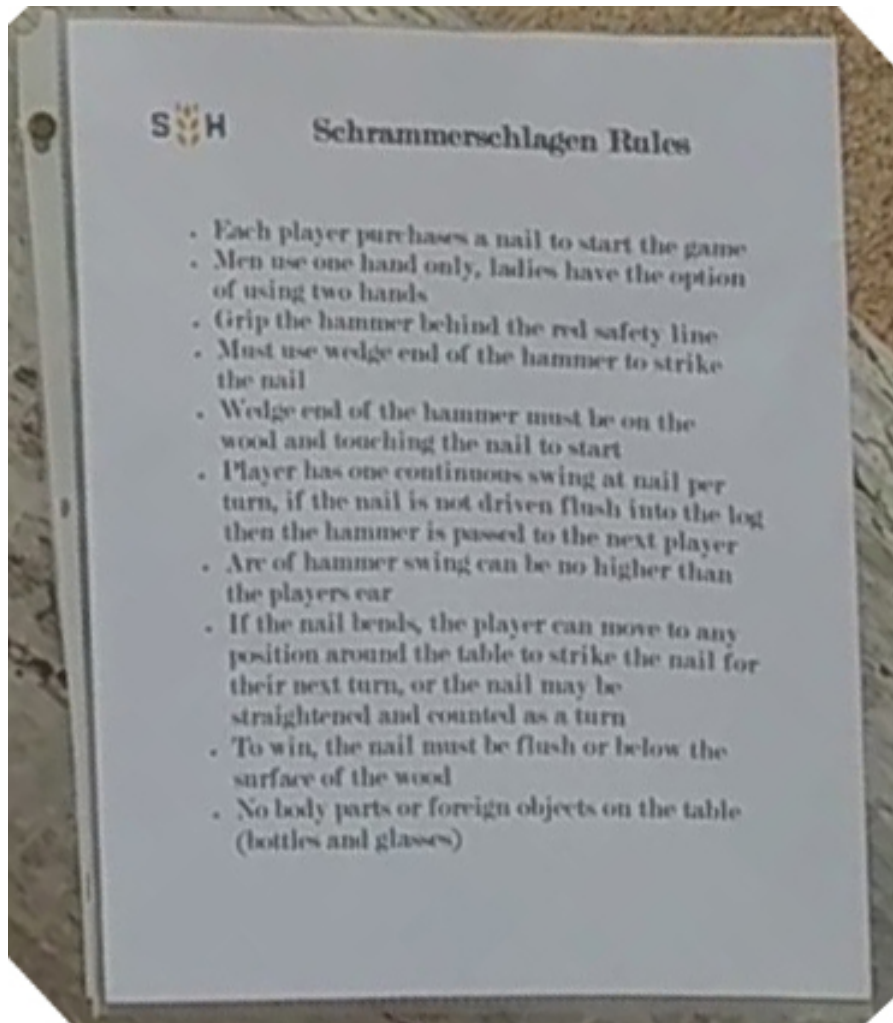 S H Schrammerschlagen Rules
. Each player purchases a nail to start the game
. Men use one hand only, ladies have the option
of using two hands
. Grip the hammer behind the red safety line
. Must use wedge end of the hammer to strike
the nail
. Wedge end of the hammer must be on the
wood and touching the nail to start
. Player has one continuous swing at nail per
turn, if the nail is not driven flush into the log
then the hammer is passed to the next player
. Arc of hammer swing can be no higher than
the players ear
. If the nail bends, the player can move to any
position around the table to strike the nail for
their next turn, or the nail may be
straightened and counted as a turn
. To win, the nail must be flush or below the
surface of the wood
. No body parts or foreign objects on the table
(bottles and glasses)